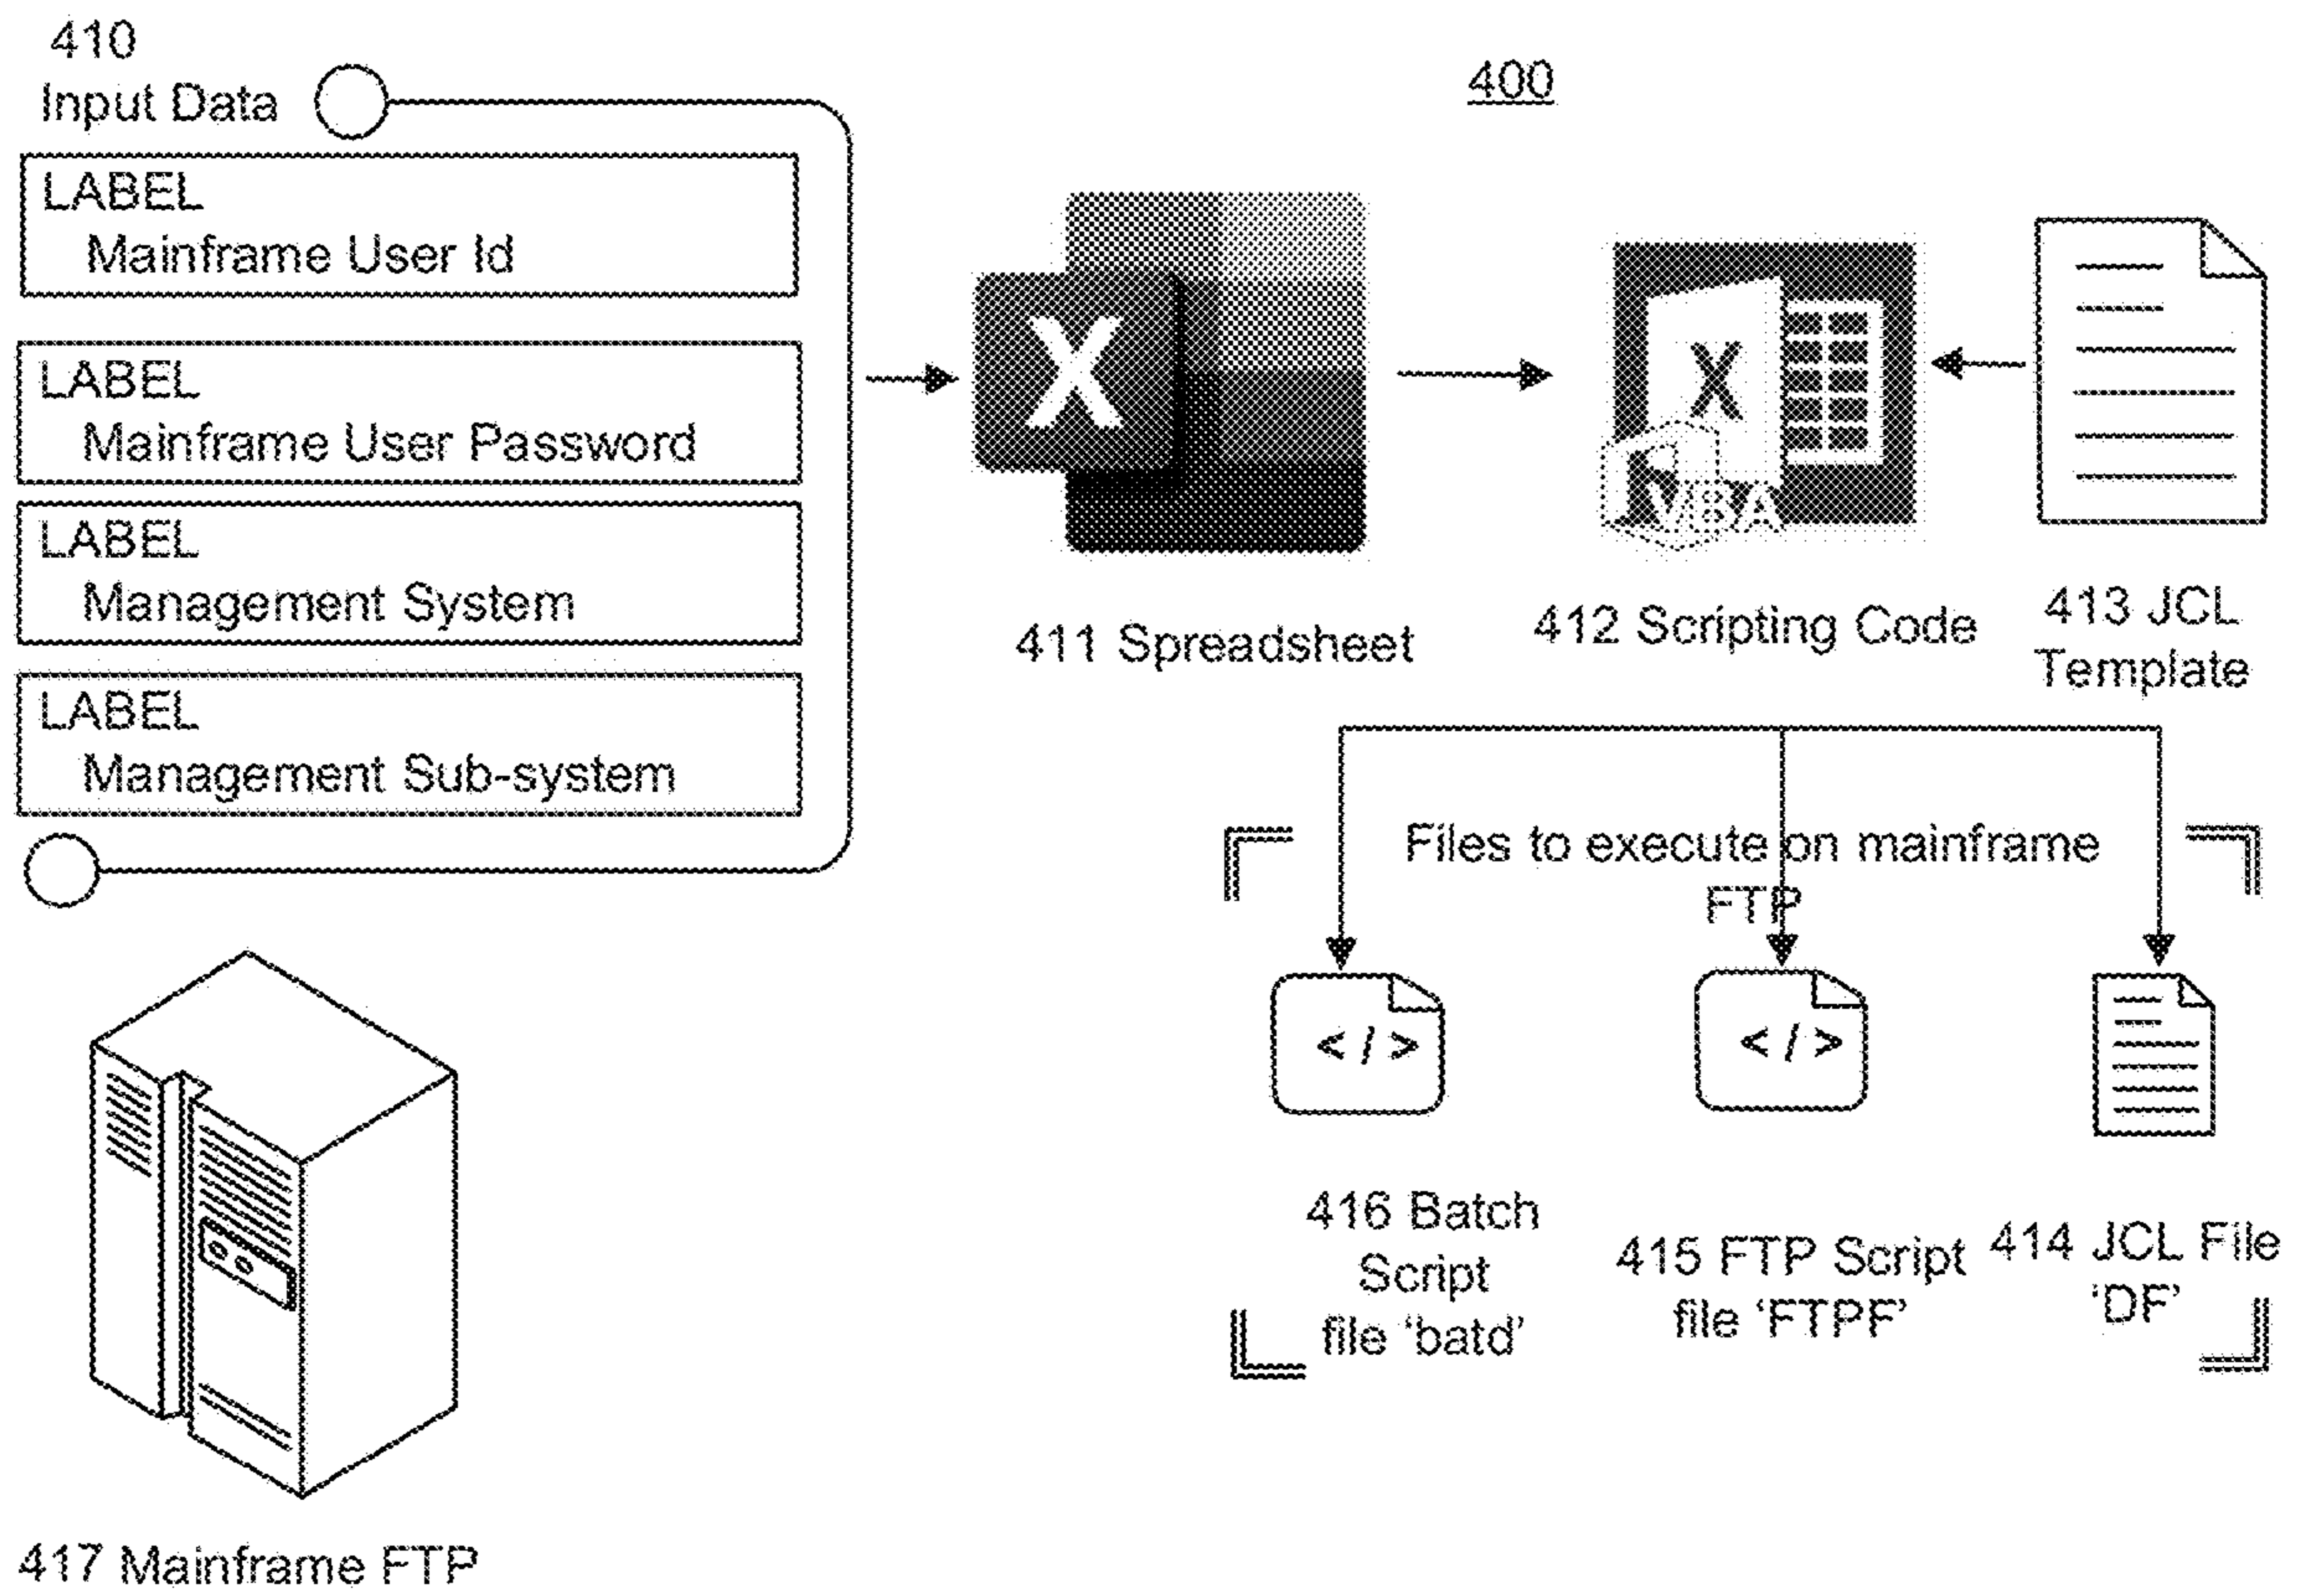 410
Input Data
400
LABEL
Mainframe User Id
LABEL
Mainframe User Password
LABEL
Management System
LABEL
Management Sub-system
X
411 Spreadsheet
X
VBA
412 Scripting Code
413 JCL
Template
Files to execute on mainframe
FTP
</>
</>
416 Batch
Script
file ‘batd’
415 FTP Script
file ‘FTPF’
414 JCL File
‘DF’
417 Mainframe FTP